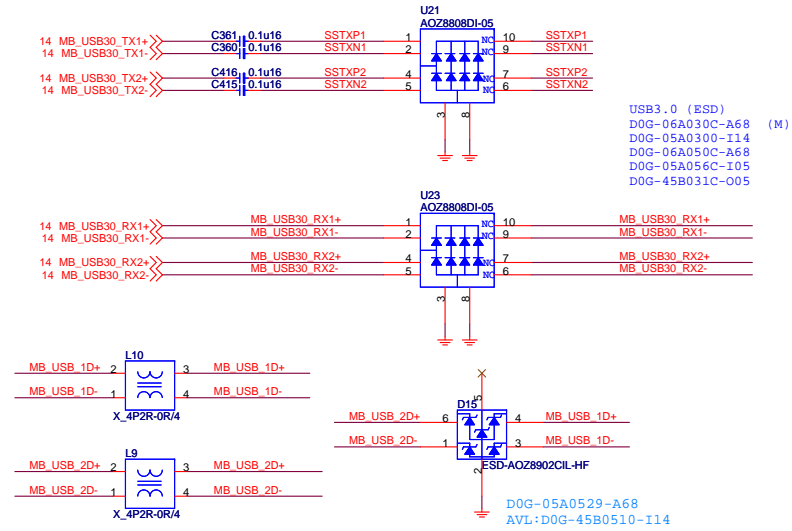 U21
AOZ8808DI-05
14 MB_USB30_TX1+ C361 0.1u16 SSTXP1 1 NC 10 SSTXP1
14 MB_USB30_TX1- C360 0.1u16 SSTXN1 2 NC 9 SSTXN1
14 MB_USB30_TX2+ C416 0.1u16 SSTXP2 4 NC 7 SSTXP2
14 MB_USB30_TX2- C415 0.1u16 SSTXN2 5 NC 6 SSTXN2
3 8
USB3.0 (ESD)
D0G-06A030C-A68 (M)
D0G-05A0300-I14
D0G-06A050C-A68
D0G-05A056C-I05
D0G-45B031C-O05
U23
AOZ8808DI-05
14 MB_USB30_RX1+ MB_USB30_RX1+ 1 NC 10 MB_USB30_RX1+
14 MB_USB30_RX1- MB_USB30_RX1- 2 NC 9 MB_USB30_RX1-
14 MB_USB30_RX2+ MB_USB30_RX2+ 4 NC 7 MB_USB30_RX2+
14 MB_USB30_RX2- MB_USB30_RX2- 5 NC 6 MB_USB30_RX2-
3 8
L10
MB_USB_1D+ 2 3 MB_USB_1D+
MB_USB_1D- 1 4 MB_USB_1D-
X_4P2R-0R/4
L9
MB_USB_2D+ 2 3 MB_USB_2D+
MB_USB_2D- 1 4 MB_USB_2D-
X_4P2R-0R/4
D15 5
MB_USB_2D+ 6 4 MB_USB_1D+
MB_USB_2D- 1 3 MB_USB_1D-
ESD-AOZ8902CIL-HF
2
D0G-05A0529-A68
AVL:D0G-45B0510-I14